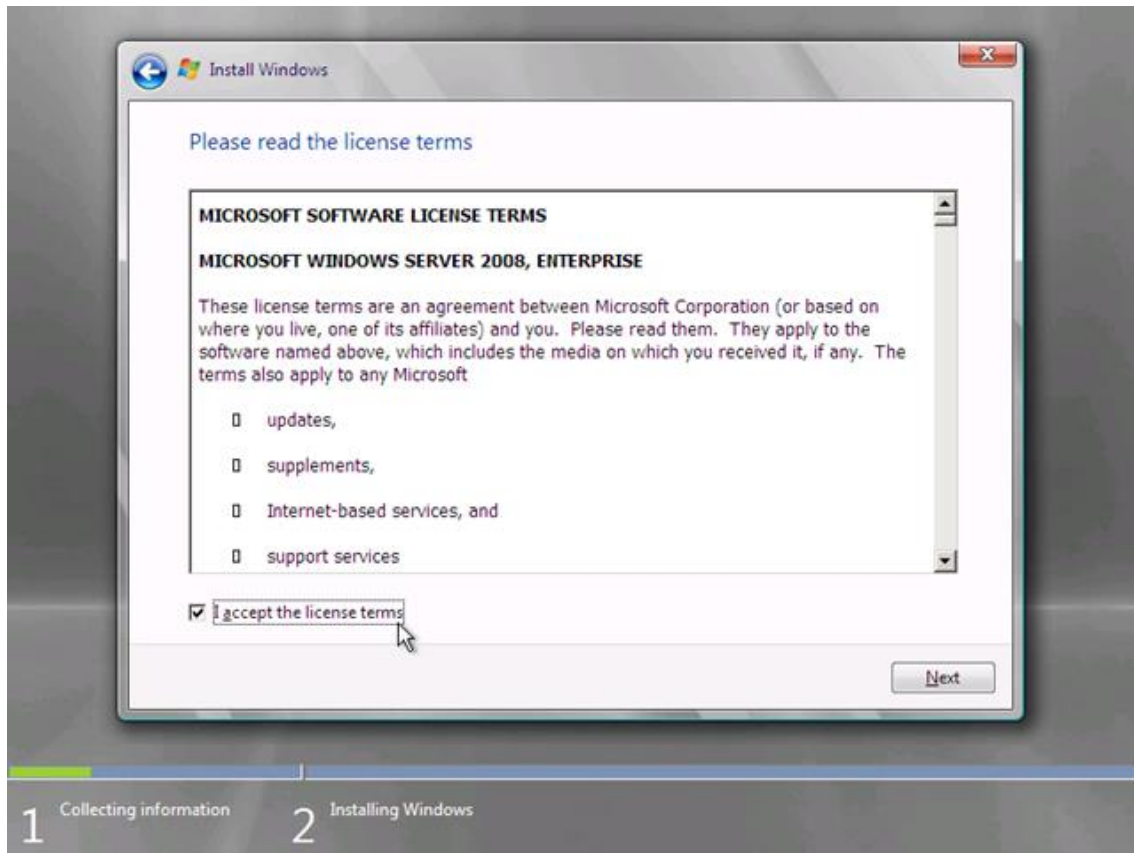 Install Windows
Please read the license terms
MICROSOFT SOFTWARE LICENSE TERMS
MICROSOFT WINDOWS SERVER 2008, ENTERPRISE
These license terms are an agreement between Microsoft Corporation (or based on
where you live, one of its affiliates) and you.  Please read them.  They apply to the
software named above, which includes the media on which you received it, if any.  The
terms also apply to any Microsoft
updates,
supplements,
Internet-based services, and
support services
I accept the license terms
Next
1 Collecting information
2 Installing Windows